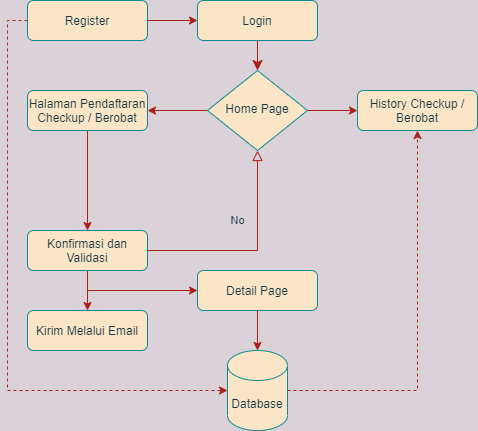 Register
Login
Halaman Pendaftaran
Checkup / Berobat
Home Page
History Checkup /
Berobat
No
Konfirmasi dan
Validasi
Detail Page
Kirim Melalui Email
Database